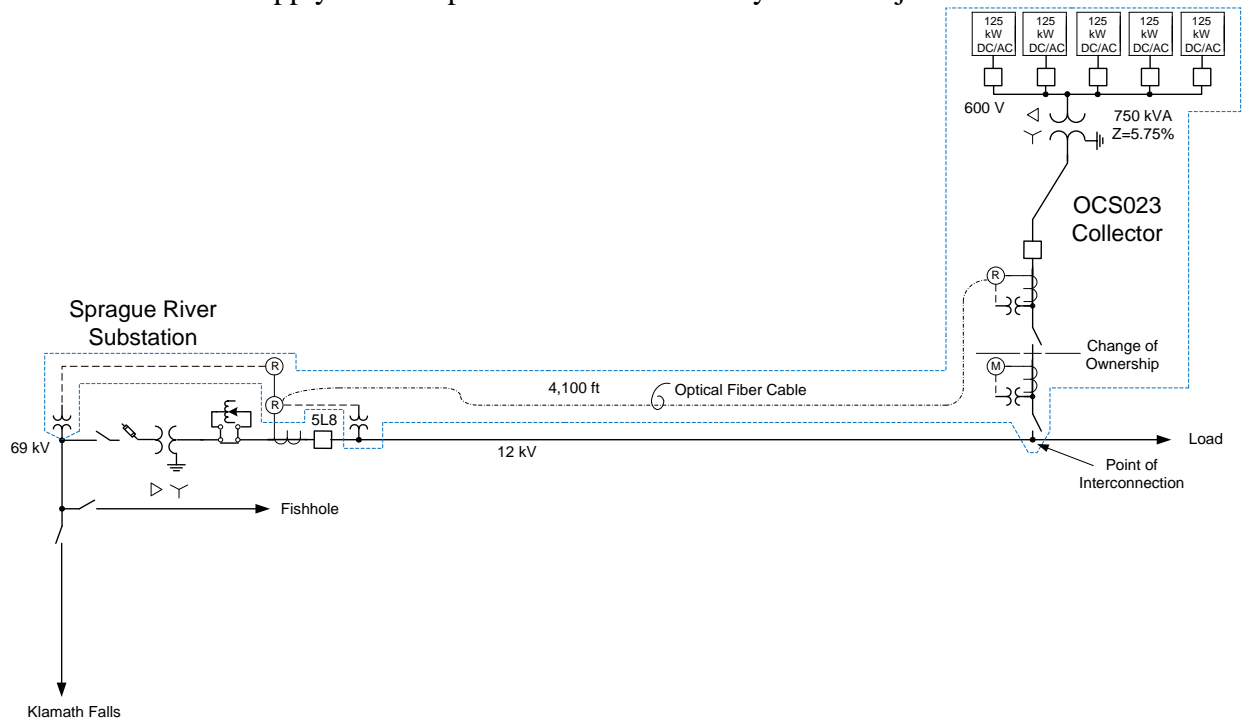 125
kW
DC/AC
125
kW
DC/AC
125
kW
DC/AC
125
kW
DC/AC
125
kW
DC/AC
600 V
750 kVA
Z=5.75%
OCS023
Collector
R
Sprague River
Substation
Change of
Ownership
R
M
4,100 ft
Optical Fiber Cable
R
5L8
69 kV
12 kV
Load
Point of
Interconnection
Fishhole
Klamath Falls